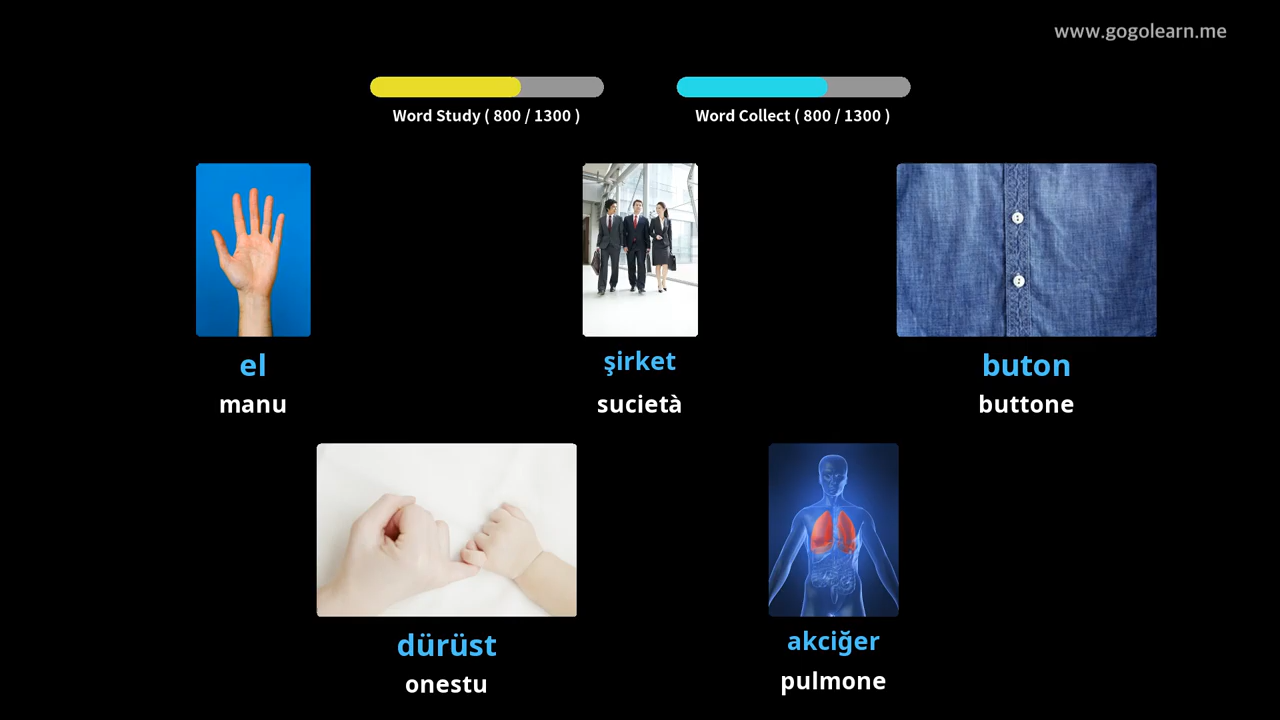 www.gogolearn.me
Word Study ( 800 / 1300 )
Word Collect ( 800 / 1300 )
el
manu
şirket
sucietà
buton
buttone
dürüst
onestu
akciğer
pulmone